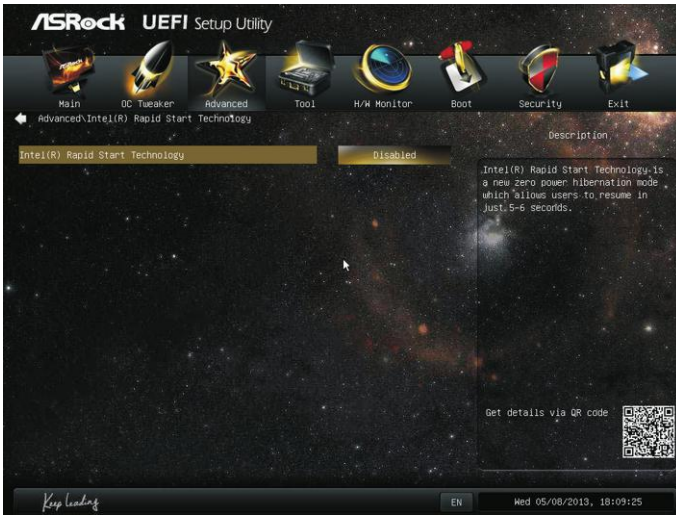 ASRock UEFI Setup Utility
Main OC Tweaker Advanced Tool H/W Monitor Boot Security Exit
Advanced\Intel(R) Rapid Start Technology
Description
Intel(R) Rapid Start Technology Disabled
Intel(R) Rapid Start Technology is
a new zero power hibernation mode
which allows users to resume in
just 5-6 seconds.
Get details via QR code
Keep Leading
EN
Wed 05/08/2013, 18:09:25